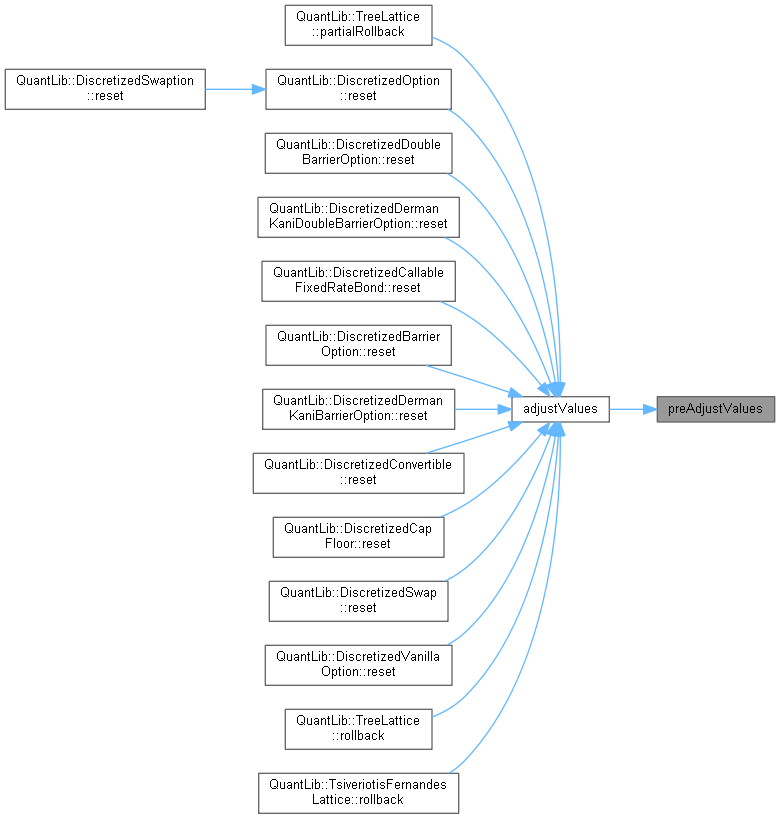 QuantLib::TreeLattice
::partialRollback
QuantLib::DiscretizedSwaption
::reset
QuantLib::DiscretizedOption
::reset
QuantLib::DiscretizedDouble
BarrierOption::reset
QuantLib::DiscretizedDerman
KaniDoubleBarrierOption::reset
QuantLib::DiscretizedCallable
FixedRateBond::reset
QuantLib::DiscretizedBarrier
Option::reset
QuantLib::DiscretizedDerman
KaniBarrierOption::reset
adjustValues
preAdjustValues
QuantLib::DiscretizedConvertible
::reset
QuantLib::DiscretizedCap
Floor::reset
QuantLib::DiscretizedSwap
::reset
QuantLib::DiscretizedVanilla
Option::reset
QuantLib::TreeLattice
::rollback
QuantLib::TsiveriotisFernandes
Lattice::rollback